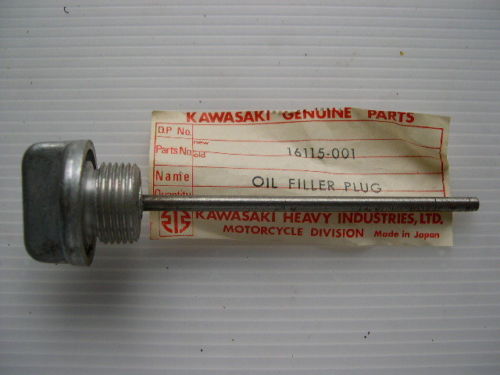 KAWASAKI GENUINE PARTS
D.P No.
Parts No. new old 16115-001
Name OIL FILLER PLUG
Quantity
KAWASAKI HEAVY INDUSTRIES, LTD.
MOTORCYCLE DIVISION Made in Japan